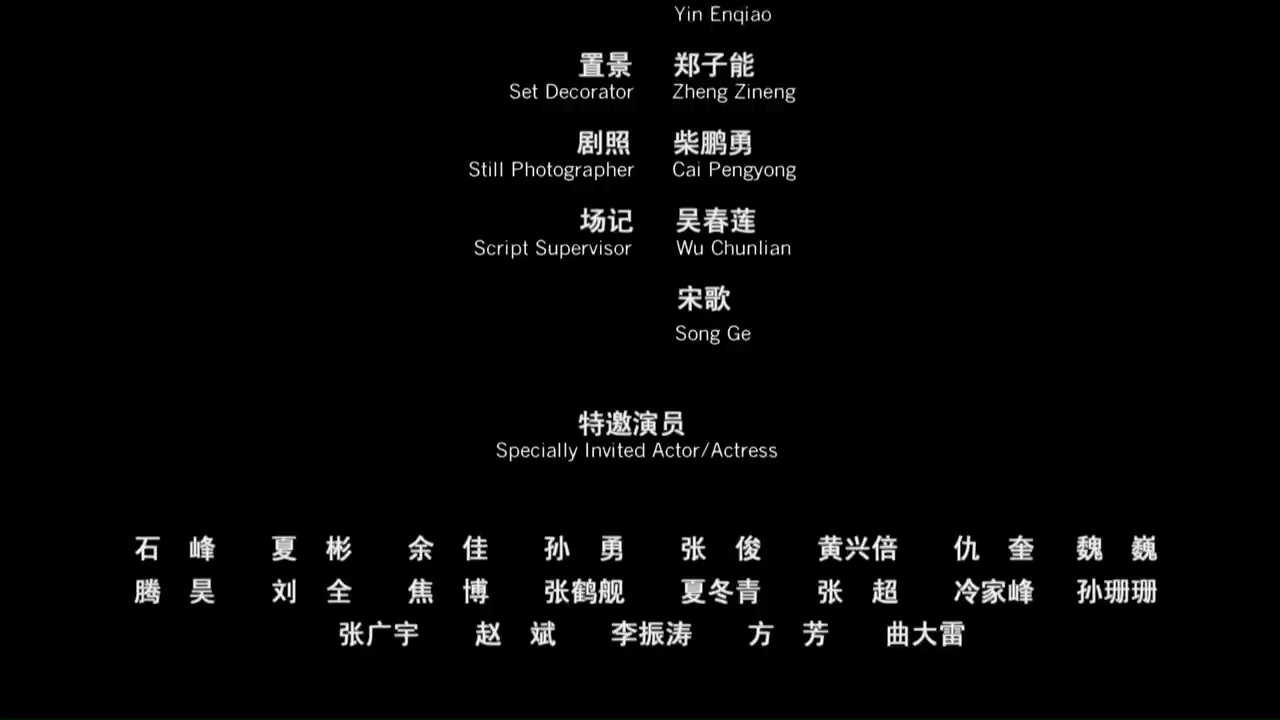 Yin Enqiao
置景 郑子能
Set Decorator Zheng Zineng
剧照 柴鹏勇
Still Photographer Cai Pengyong
场记 吴春莲
Script Supervisor Wu Chunlian
宋歌
Song Ge
特邀演员
Specially Invited Actor/Actress
石 峰 夏 彬 余 佳 孙 勇 张 俊 黄兴倍 仇 奎 魏 巍
腾 昊 刘 全 焦 博 张鹤舰 夏冬青 张 超 冷家峰 孙珊珊
张广宇 赵 斌 李振涛 方 芳 曲大雷